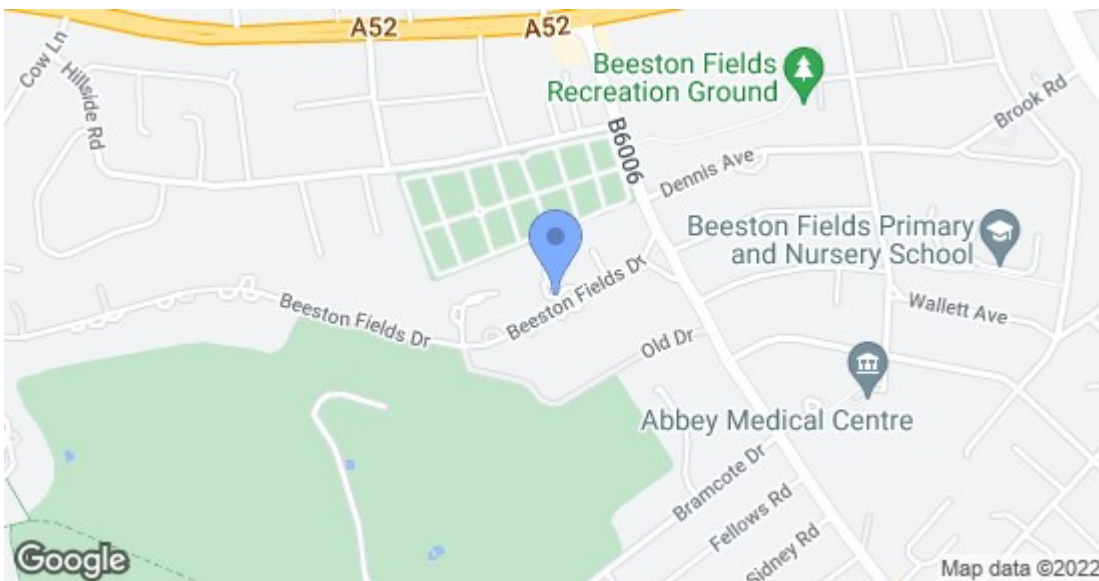 A52
A52
Cow Ln
Hillside Rd
Beeston Fields
Recreation Ground
Brook Rd
B6006
Dennis Ave
Beeston Fields Primary
and Nursery School
Beeston Fields Dr
Beeston Fields Dr
Wallett Ave
Old Dr
Abbey Medical Centre
Bramcote Dr
Fellows Rd
Sidney Rd
Google
Map data ©2022